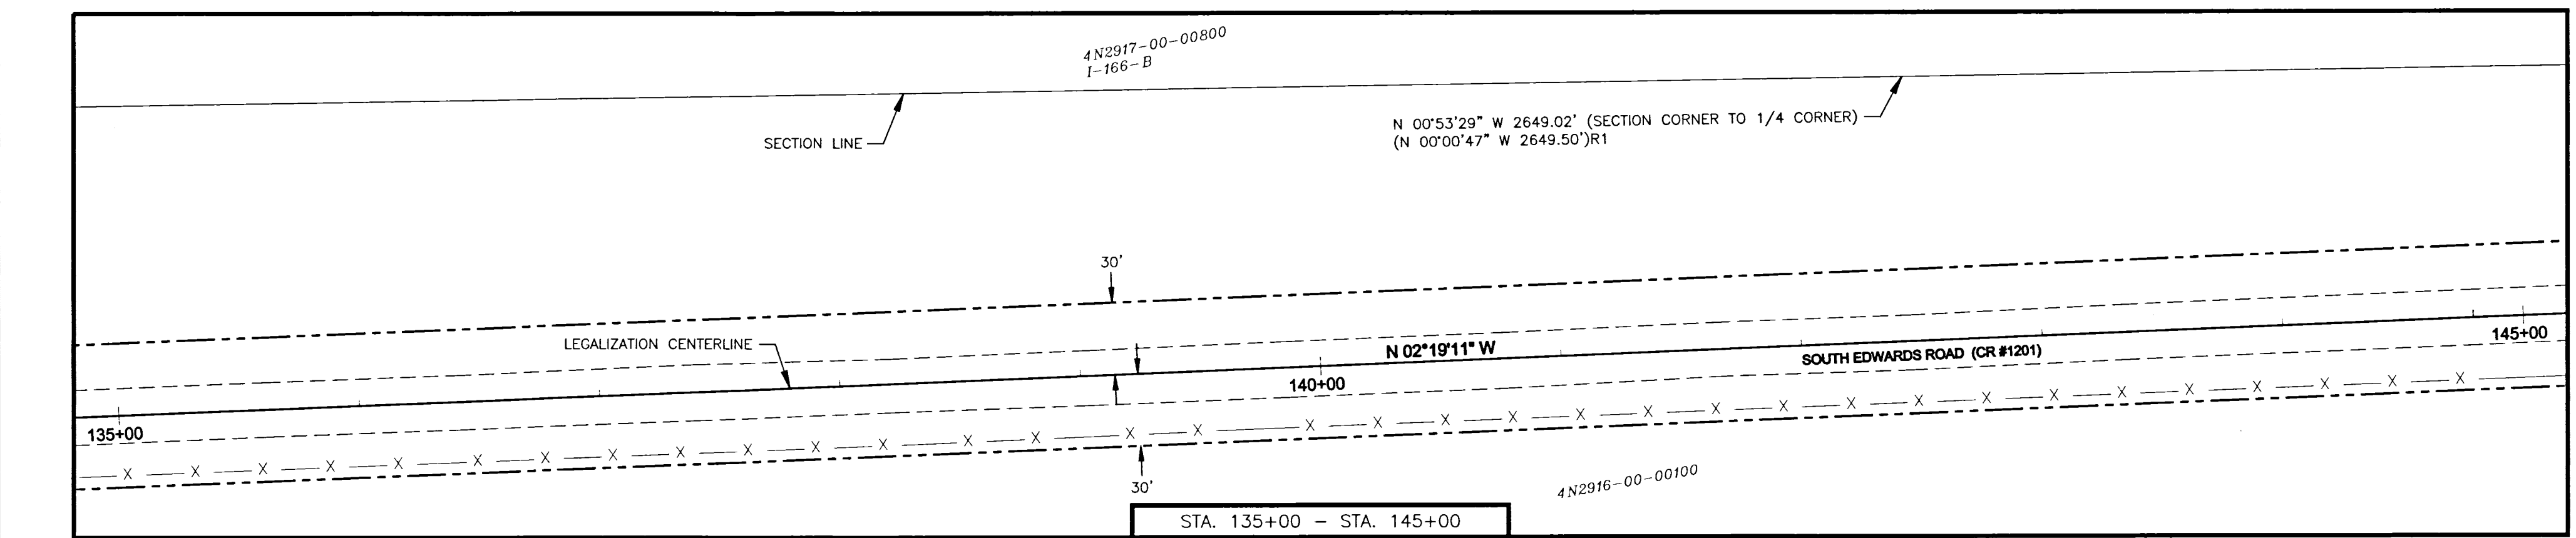 4N2917-00-00800
I-166-B
SECTION LINE
N 00°53'29" W 2649.02' (SECTION CORNER TO 1/4 CORNER)
(N 00°00'47" W 2649.50')R1
30'
LEGALIZATION CENTERLINE
N 02°19'11" W
SOUTH EDWARDS ROAD (CR #1201)
145+00
140+00
135+00
X X X X X X X X X X X X X X X X X X X X X X X X X X X X X X X X X X
30'
4N2916-00-00100
STA. 135+00 - STA. 145+00